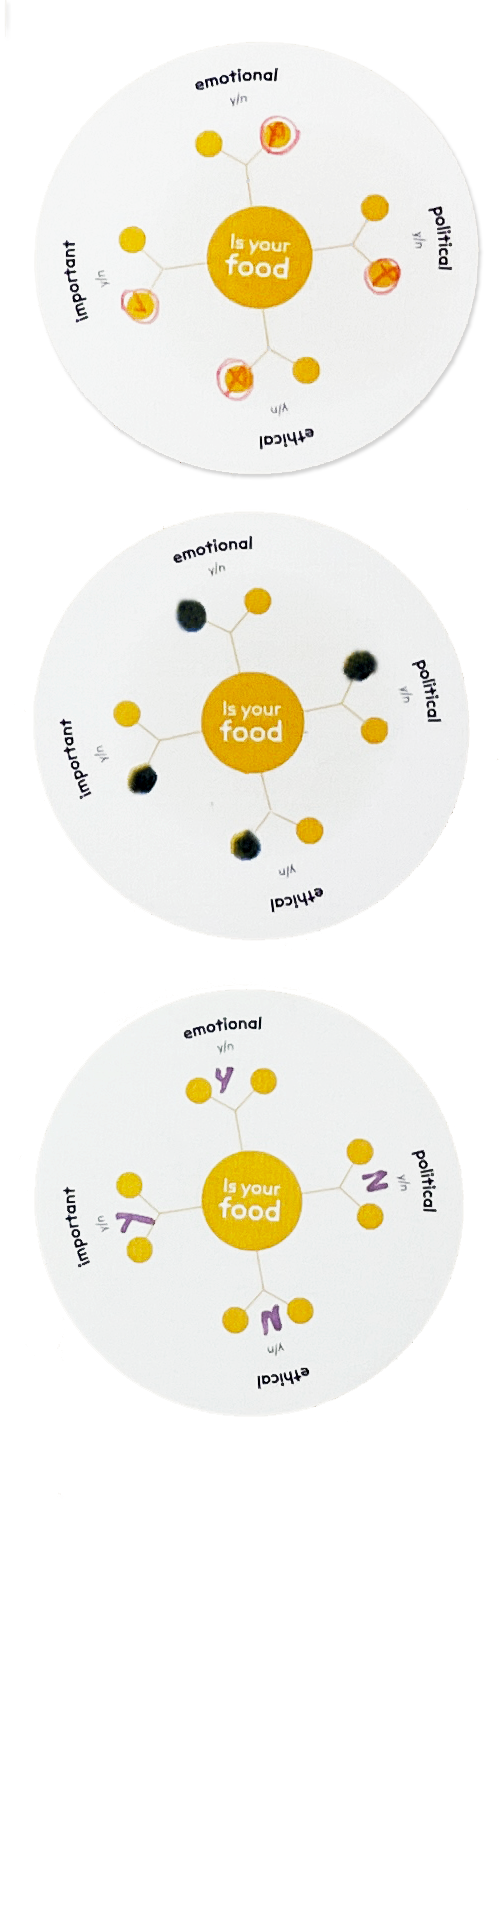 emotional
y/n
political
y/n
Is your
food
important
y/n
y/n
ethical
emotional
y/n
political
y/n
Is your
food
important
y/n
y/n
ethical
emotional
y/n
Y
political
y/n
N
Is your
food
important
y/n
Y
N
y/n
ethical